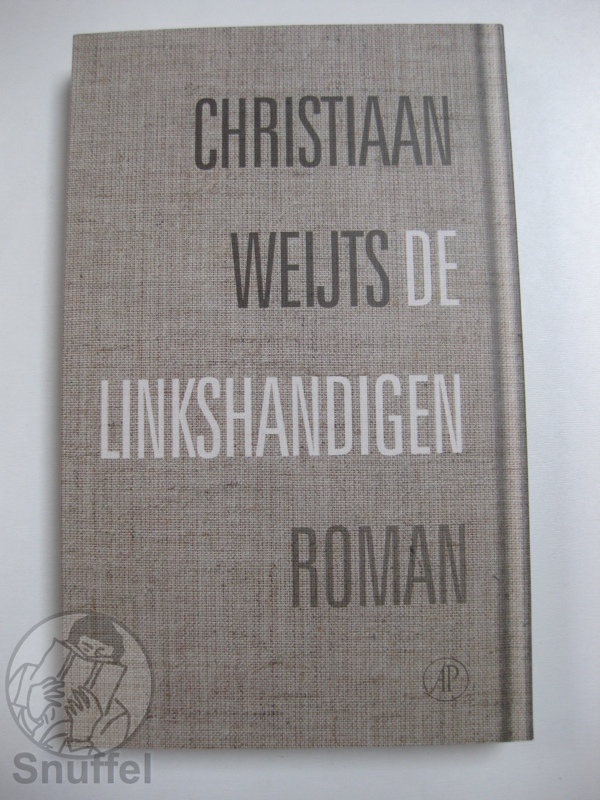 CHRISTIAAN
WEIJTS DE
LINKSHANDIGEN
ROMAN
AP
Snuffel